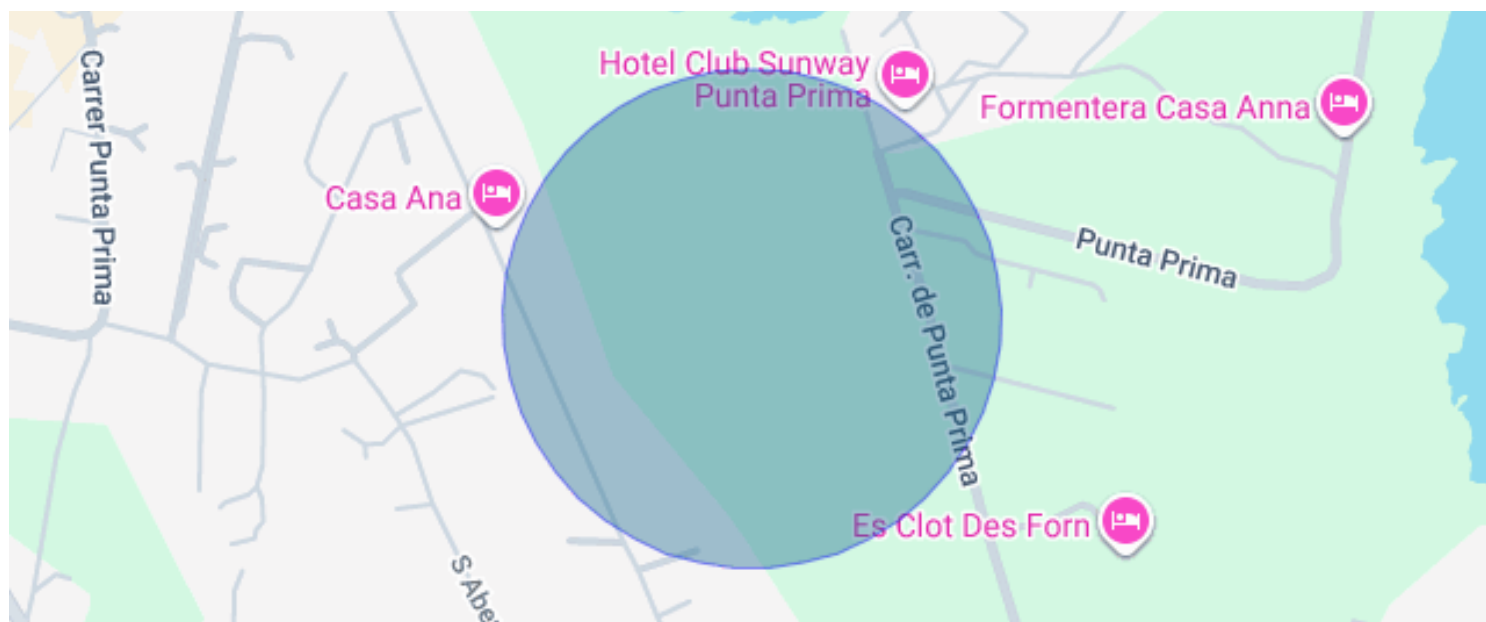 Carrer Punta Prima
Hotel Club Sunway
Punta Prima
Formentera Casa Anna
Casa Ana
Punta Prima
Carr. de Punta Prima
Es Clot Des Forn
S'Abe